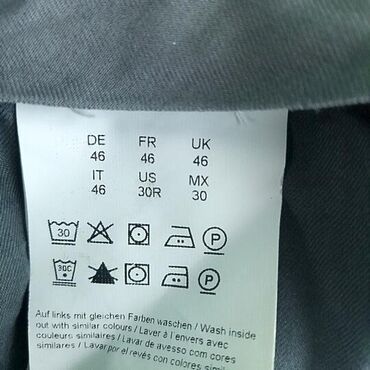 DE FR UK
46 46 46
IT US MX
46 30R 30
30 P
30C P
Auf links mit gleichen Farben waschen / Wash inside
out with similar colours / Laver à l'envers avec
couleurs similaires / Lavar de avesso com cores
similares / Lavar por el revés con colores similares